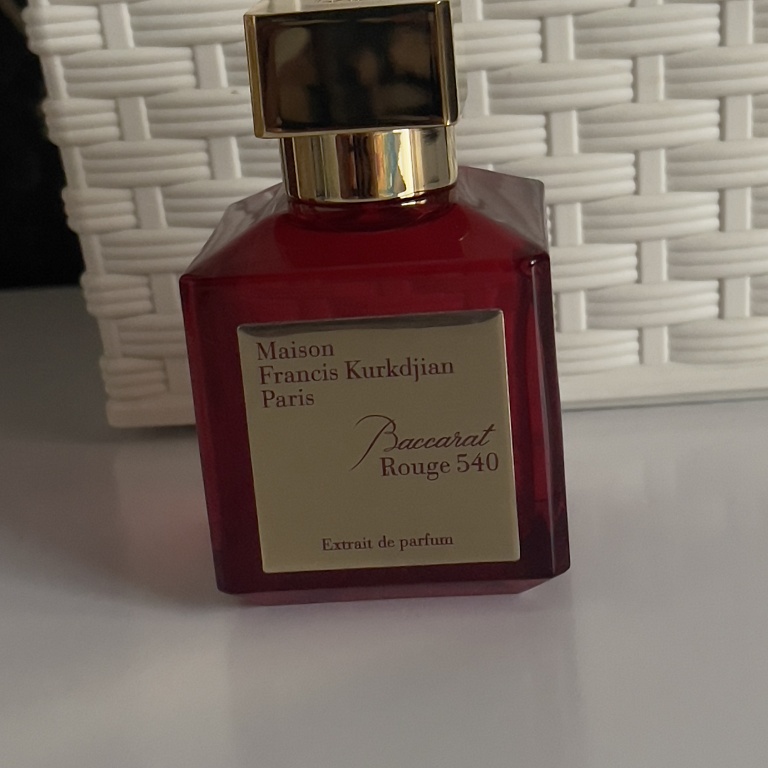 Maison
Francis Kurkdjian
Paris
Baccarat
Rouge 540
Extrait de parfum